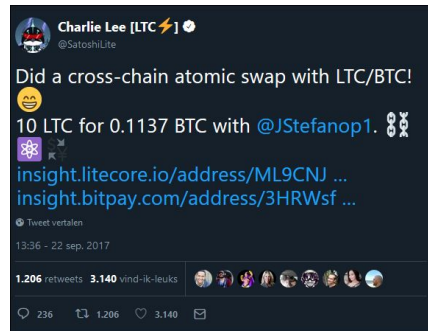 Charlie Lee [LTC⚡]
@SatoshiLite
Did a cross-chain atomic swap with LTC/BTC!
😄
10 LTC for 0.1137 BTC with @JStefanop1. ⛓
⚛💱
insight.litecore.io/address/ML9CNJ ...
insight.bitpay.com/address/3HRWsf ...
Tweet vertalen
13:36 - 22 sep. 2017
1.206 retweets 3.140 vind-ik-leuks
236 1.206 3.140